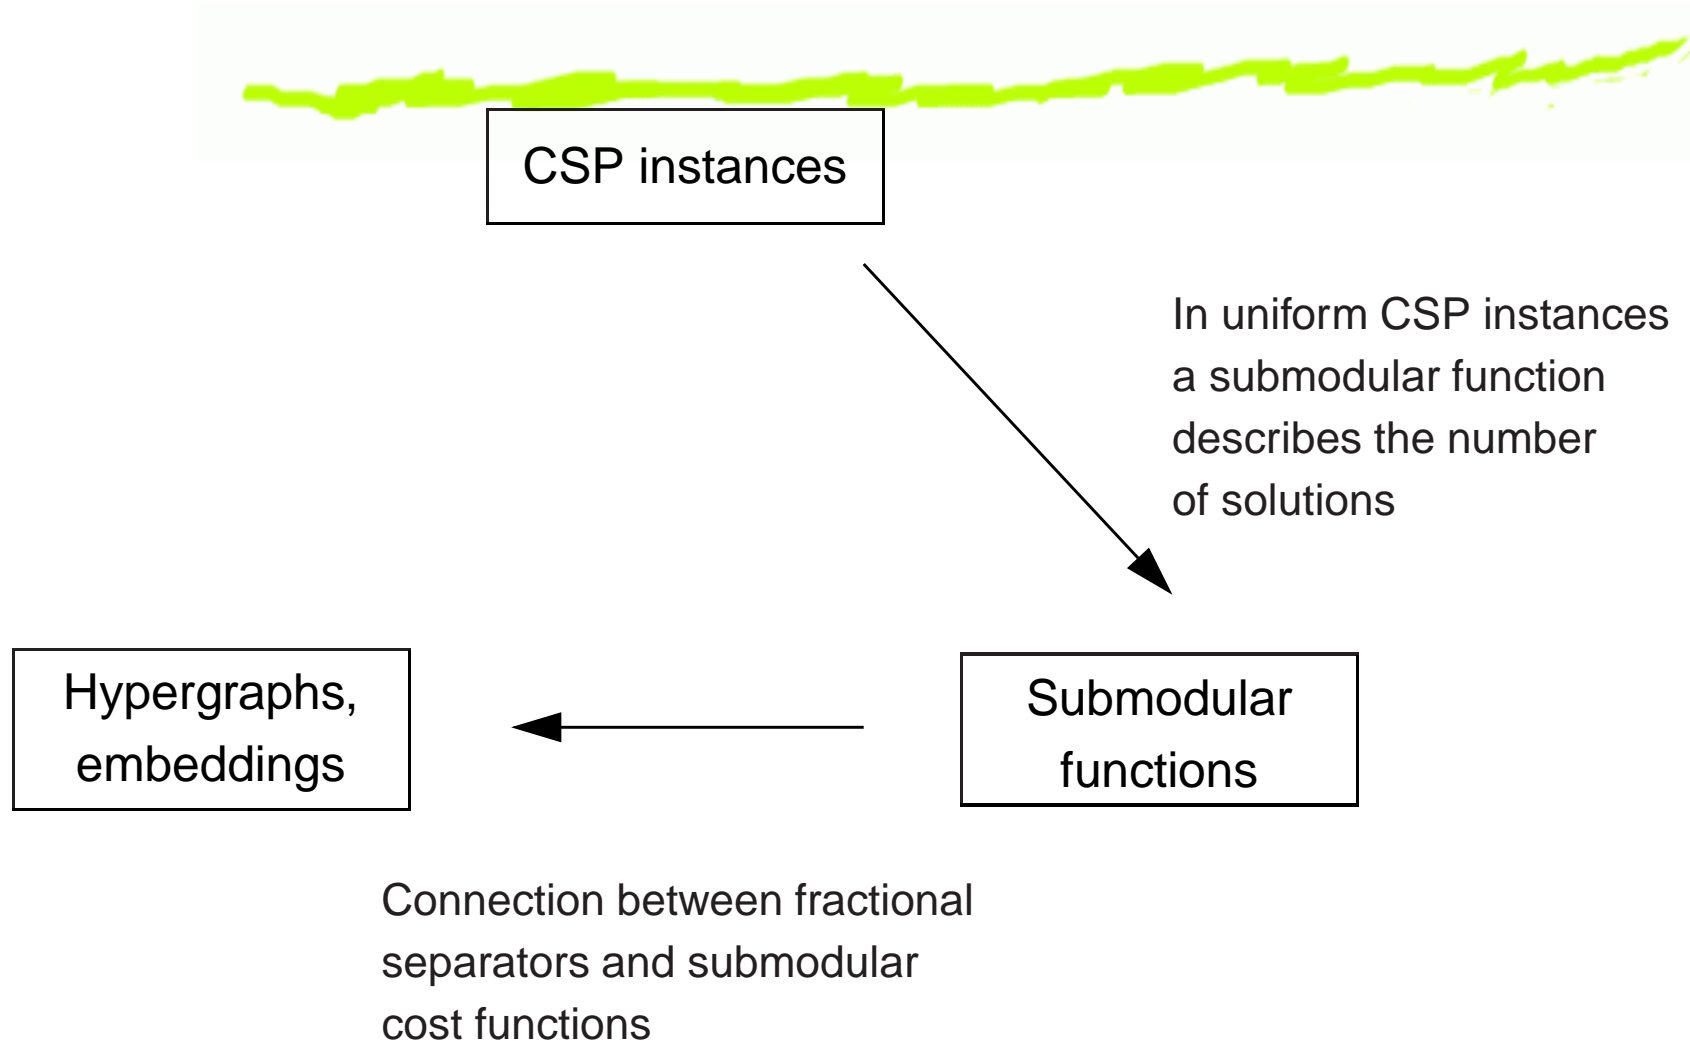 CSP instances
In uniform CSP instances
a submodular function
describes the number
of solutions
Hypergraphs,
embeddings
Submodular
functions
Connection between fractional
separators and submodular
cost functions